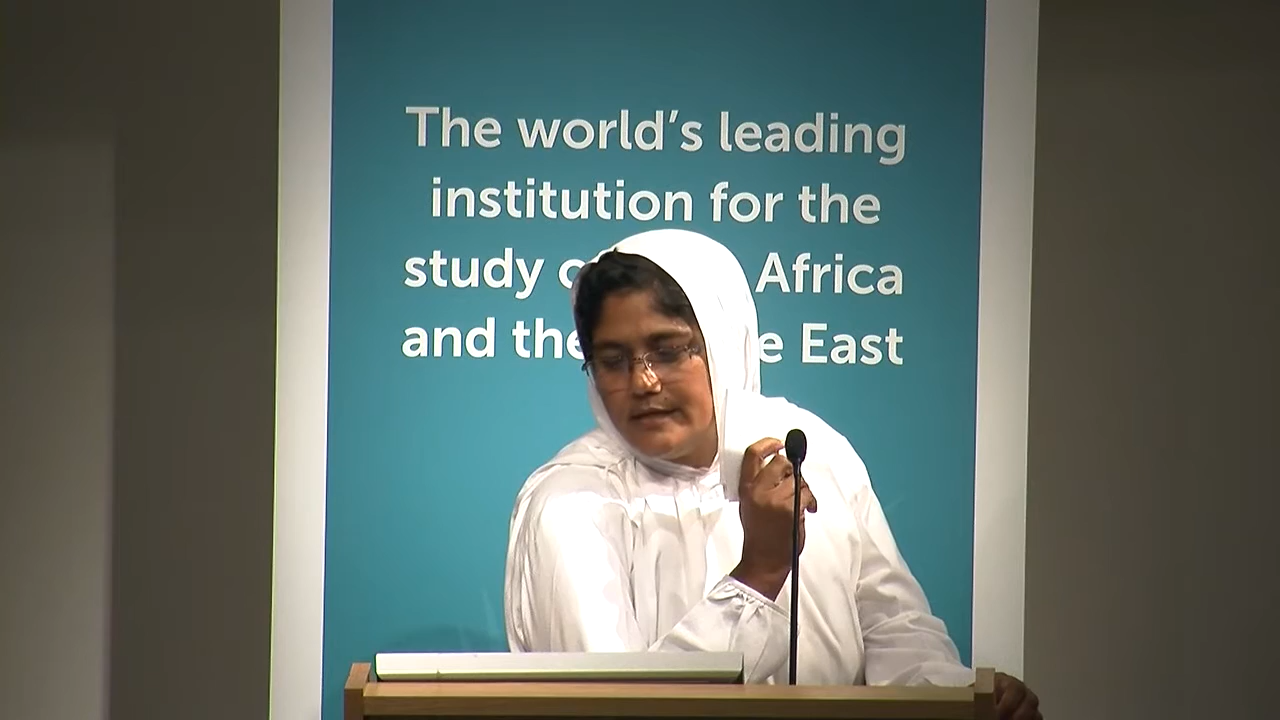 The world's leading
institution for the
study Africa
and the East